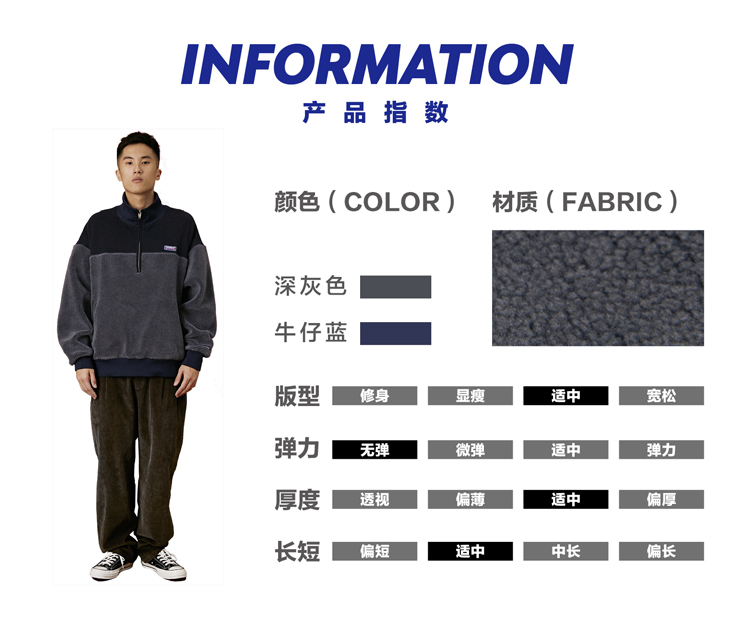 INFORMATION
产品指数
颜色（COLOR） 材质（FABRIC）
深灰色
牛仔蓝
版型 修身 显瘦 适中 宽松
弹力 无弹 微弹 适中 弹力
厚度 透视 偏薄 适中 偏厚
长短 偏短 适中 中长 偏长